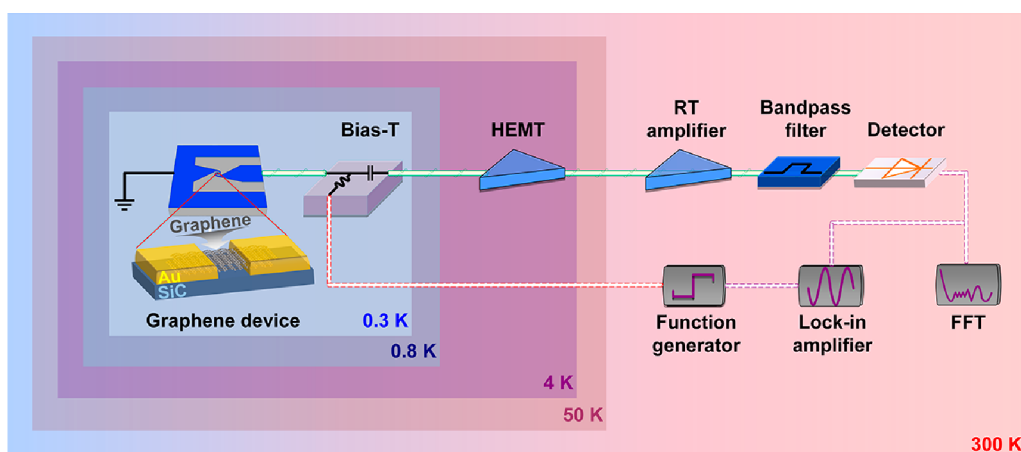 Bias-T
HEMT
RT
amplifier
Bandpass
filter
Detector
Graphene
Au
SiC
Graphene device
0.3 K
0.8 K
4 K
50 K
300 K
Function
generator
Lock-in
amplifier
FFT